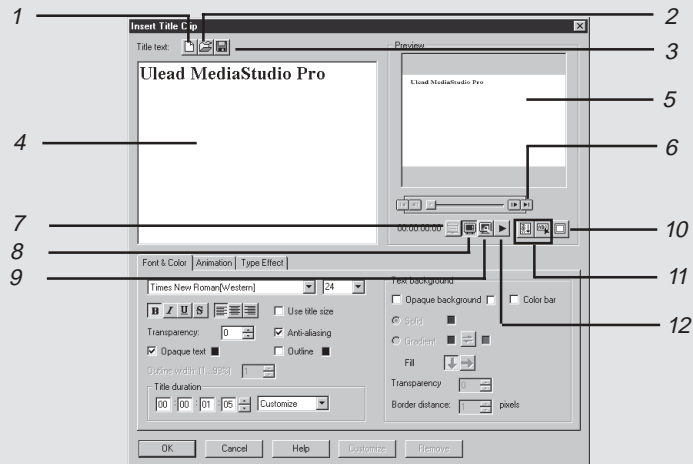 1
2
Insert Title Clip
Title text:
Preview
3
Ulead MediaStudio Pro
Ulead MediaStudio Pro
4
5
6
7
00:00:00:00
10
8
9
11
Font & Color Animation Type Effect
12
Times New Roman[Western] 24
Text background
Opaque background Color bar
B I U S Use title size
Solid
Transparency: 0 Anti-aliasing
Gradient
Opaque text Outline
Fill
Outline width: (1...99%) 1
Transparency 0
Title duration
00 : 00 : 01 : 05 Customize
Border distance: 1 pixels
OK Cancel Help Customize Remove